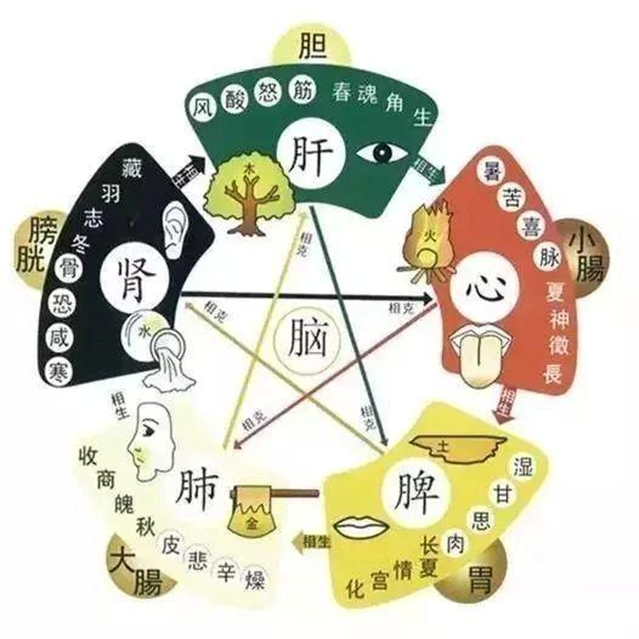 胆
风 酸 怒 筋 春 魂 角 生
肝
木
相生
小腸
暑 苦 喜 脉 夏 神 徵 長
心
火
相生
胃
湿 甘 思 肉 长夏 情 宫 化
脾
土
相生
大腸
燥 辛 悲 皮 秋 魄 商 收
肺
金
相生
膀胱
藏 羽 志 冬 骨 恐 咸 寒
肾
水
相生
脑
相克
相克
相克
相克
相克
相克